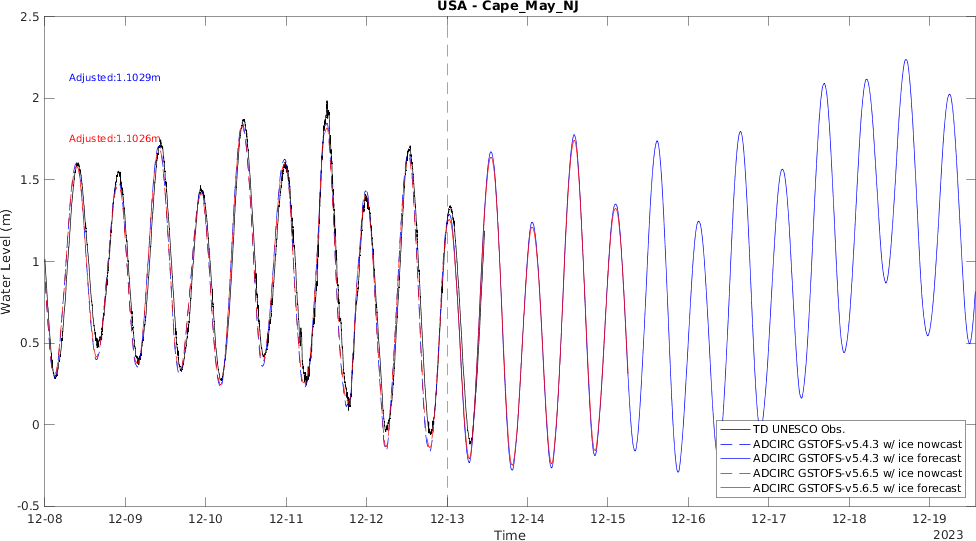 USA - Cape_May_NJ
2.5
2
1.5
1
0.5
0
-0.5
Water Level (m)
Adjusted:1.1029m
Adjusted:1.1026m
TD UNESCO Obs.
ADCIRC GSTOFS-v5.4.3 w/ ice nowcast
ADCIRC GSTOFS-v5.4.3 w/ ice forecast
ADCIRC GSTOFS-v5.6.5 w/ ice nowcast
ADCIRC GSTOFS-v5.6.5 w/ ice forecast
12-08 12-09 12-10 12-11 12-12 12-13 12-14 12-15 12-16 12-17 12-18 12-19
Time
2023